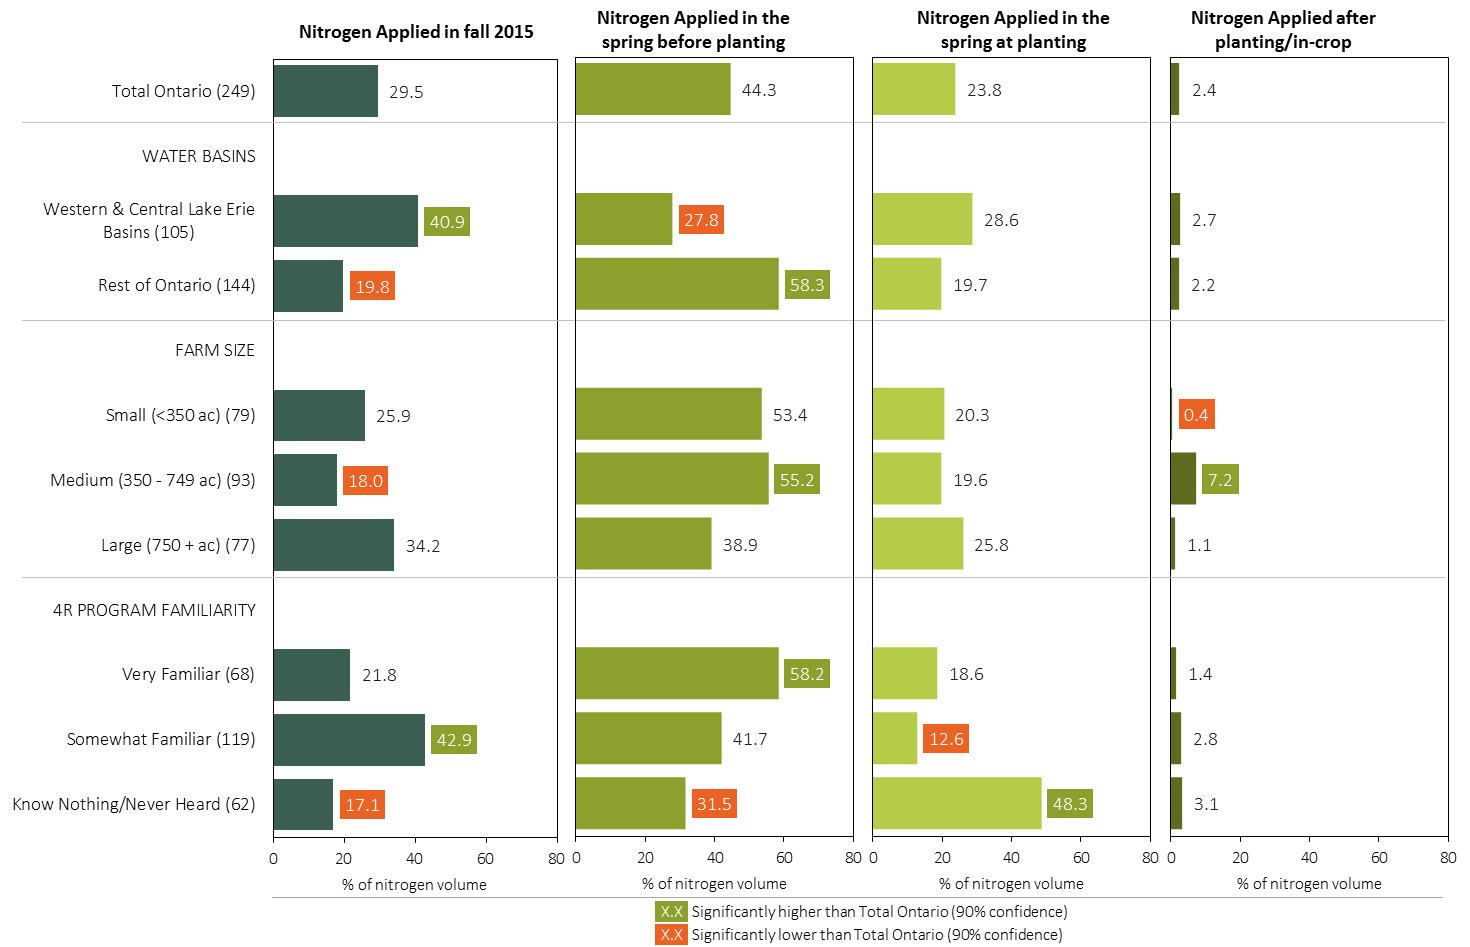 Nitrogen Applied in fall 2015
Nitrogen Applied in the
spring before planting
Nitrogen Applied in the
spring at planting
Nitrogen Applied after
planting/in-crop
Total Ontario (249) 29.5 44.3 23.8 2.4
WATER BASINS
Western & Central Lake Erie
Basins (105) 40.9 27.8 28.6 2.7
Rest of Ontario (144) 19.8 58.3 19.7 2.2
FARM SIZE
Small (<350 ac) (79) 25.9 53.4 20.3 0.4
Medium (350 - 749 ac) (93) 18.0 55.2 19.6 7.2
Large (750 + ac) (77) 34.2 38.9 25.8 1.1
4R PROGRAM FAMILIARITY
Very Familiar (68) 21.8 58.2 18.6 1.4
Somewhat Familiar (119) 42.9 41.7 12.6 2.8
Know Nothing/Never Heard (62) 17.1 31.5 48.3 3.1
0 20 40 60 80 0 20 40 60 80 0 20 40 60 80 0 20 40 60 80
% of nitrogen volume % of nitrogen volume % of nitrogen volume % of nitrogen volume
X.X Significantly higher than Total Ontario (90% confidence)
X.X Significantly lower than Total Ontario (90% confidence)